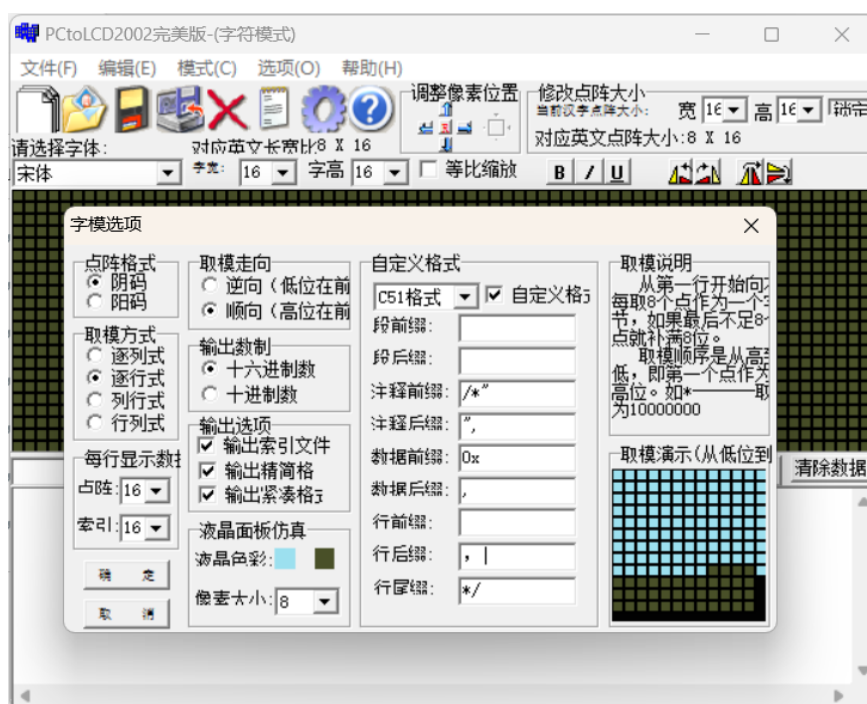 PCtoLCD2002完美版-(字符模式)
文件(F) 编辑(E) 模式(C) 选项(O) 帮助(H)
调整像素位置
修改点阵大小
当前汉字点阵大小: 宽 16 高 16
对应英文点阵大小:8 X 16
请选择字体:
对应英文长宽比8 X 16
宋体
字宽: 16 字高 16 等比缩放
B I U
字模选项
点阵格式
阴码
阳码
取模方式
逐列式
逐行式
列行式
行列式
每行显示数据
点阵: 16
索引: 16
确 定
取 消
取模走向
逆向(低位在前
顺向(高位在前
输出数制
十六进制数
十进制数
输出选项
输出索引文件
输出精简格
输出紧凑格式
液晶面板仿真
液晶色彩:
像素大小: 8
自定义格式
C51格式 自定义格式
段前缀:
段后缀:
注释前缀: /*"
注释后缀: ",
数据前缀: 0x
数据后缀: ,
行前缀:
行后缀: ,
行尾缀: */
取模说明
从第一行开始向
每取8个点作为一个字
节,如果最后不足8个
点就补满8位。
取模顺序是从高到
低,即第一个点作为
高位。如*———取
为10000000
取模演示(从低位到
清除数据